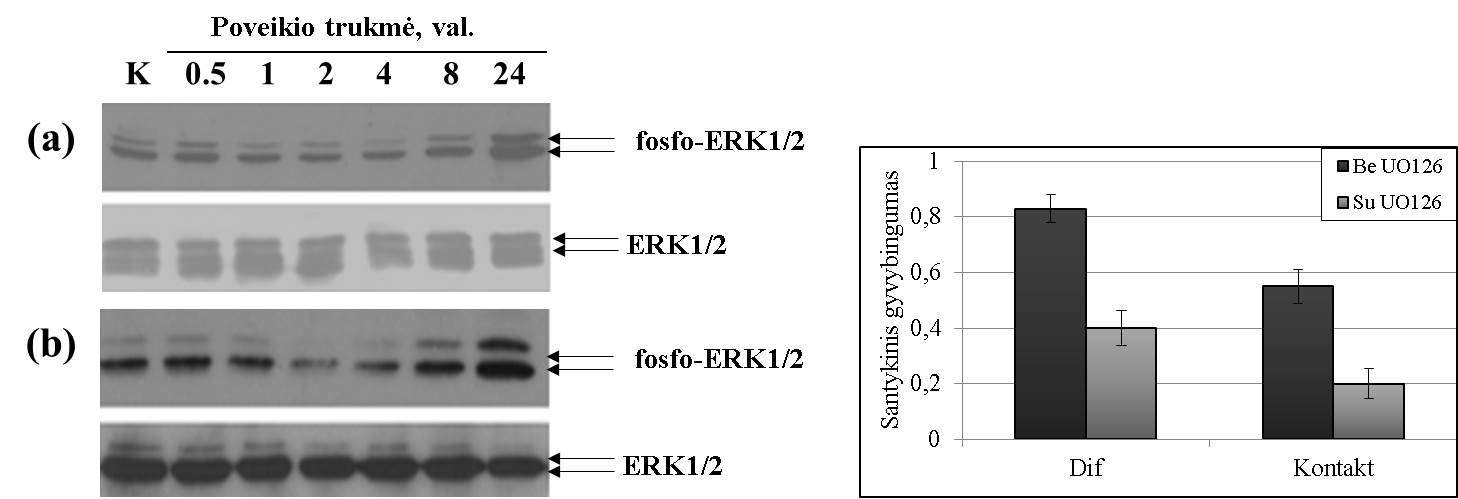 Poveikio trukmė, val.
K 0.5 1 2 4 8 24
(a)
fosfo-ERK1/2
ERK1/2
(b)
fosfo-ERK1/2
ERK1/2
Santykinis gyvybingumas
1
0,8
0,6
0,4
0,2
0
Be UO126
Su UO126
Dif Kontakt